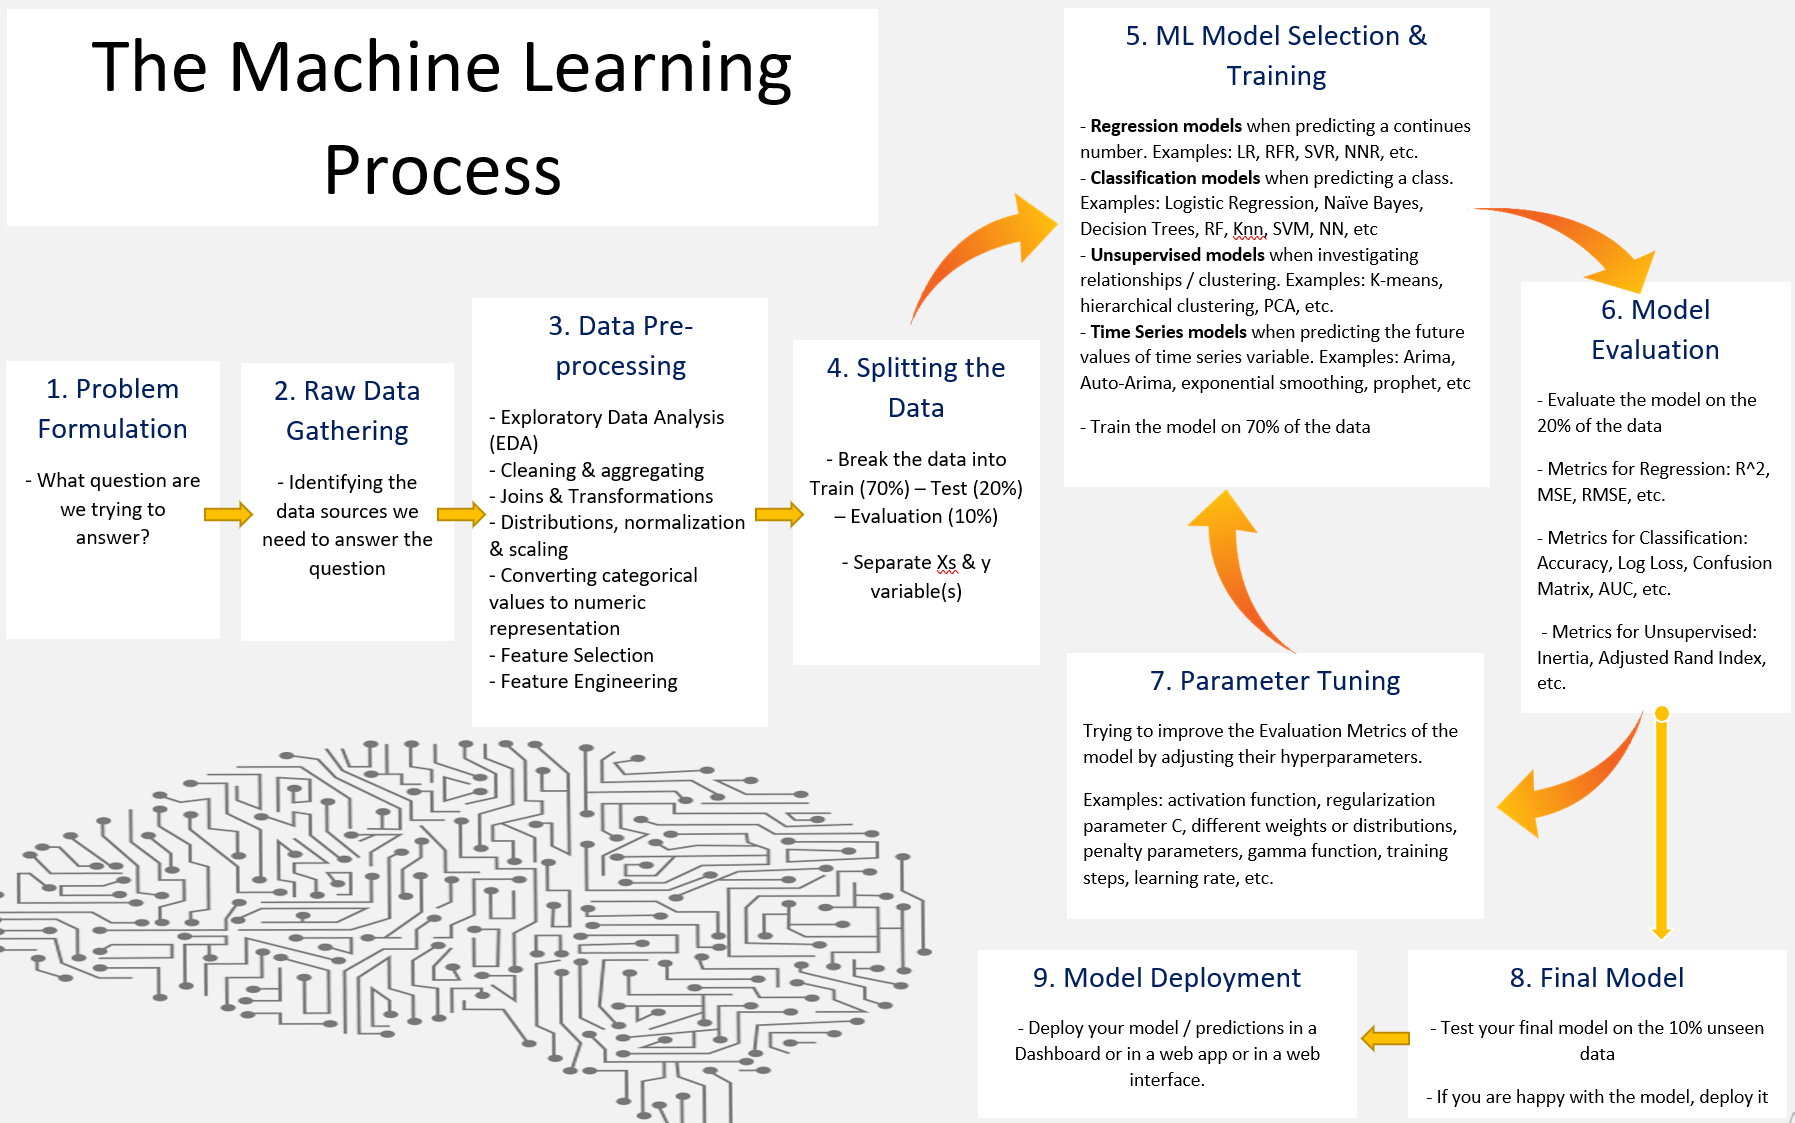 The Machine Learning
Process
1. Problem
Formulation
- What question are
we trying to
answer?
2. Raw Data
Gathering
- Identifying the
data sources we
need to answer the
question
3. Data Pre-
processing
- Exploratory Data Analysis
(EDA)
- Cleaning & aggregating
- Joins & Transformations
- Distributions, normalization
& scaling
- Converting categorical
values to numeric
representation
- Feature Selection
- Feature Engineering
4. Splitting the
Data
- Break the data into
Train (70%) – Test (20%)
– Evaluation (10%)
- Separate Xs & y
variable(s)
5. ML Model Selection &
Training
- Regression models when predicting a continues
number. Examples: LR, RFR, SVR, NNR, etc.
- Classification models when predicting a class.
Examples: Logistic Regression, Naïve Bayes,
Decision Trees, RF, Knn, SVM, NN, etc
- Unsupervised models when investigating
relationships / clustering. Examples: K-means,
hierarchical clustering, PCA, etc.
- Time Series models when predicting the future
values of time series variable. Examples: Arima,
Auto-Arima, exponential smoothing, prophet, etc
- Train the model on 70% of the data
6. Model
Evaluation
- Evaluate the model on the
20% of the data
- Metrics for Regression: R^2,
MSE, RMSE, etc.
- Metrics for Classification:
Accuracy, Log Loss, Confusion
Matrix, AUC, etc.
- Metrics for Unsupervised:
Inertia, Adjusted Rand Index,
etc.
7. Parameter Tuning
Trying to improve the Evaluation Metrics of the
model by adjusting their hyperparameters.
Examples: activation function, regularization
parameter C, different weights or distributions,
penalty parameters, gamma function, training
steps, learning rate, etc.
8. Final Model
- Test your final model on the 10% unseen
data
- If you are happy with the model, deploy it
9. Model Deployment
- Deploy your model / predictions in a
Dashboard or in a web app or in a web
interface.